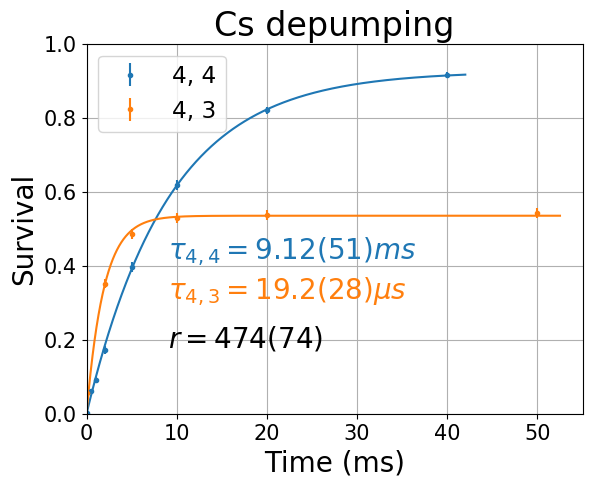 Cs depumping
1.0
0.8
0.6
0.4
0.2
0.0
Survival
4, 4
4, 3
τ4,4 = 9.12(51)ms
τ4,3 = 19.2(28)μs
r = 474(74)
0 10 20 30 40 50
Time (ms)